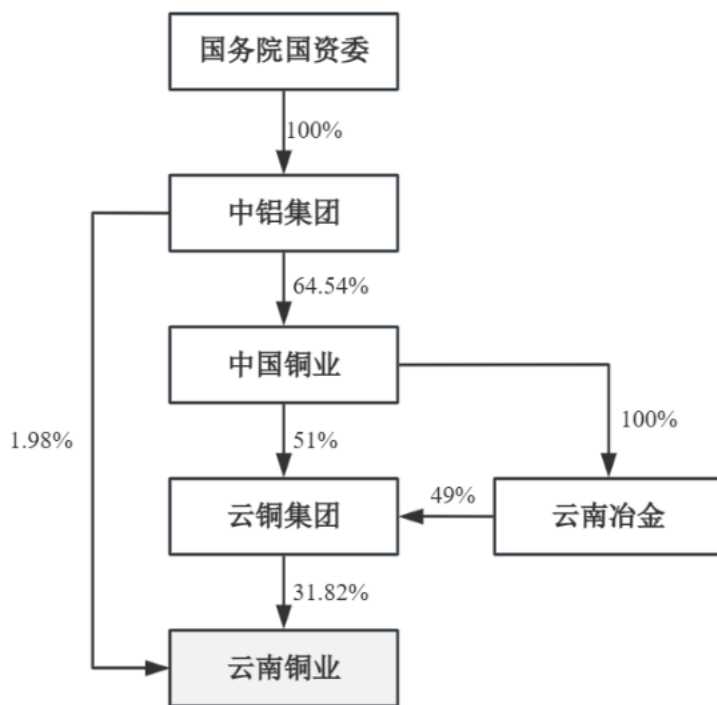 国务院国资委
100%
中铝集团
64.54%
中国铜业
1.98%
51%
100%
云铜集团
49%
云南冶金
31.82%
云南铜业